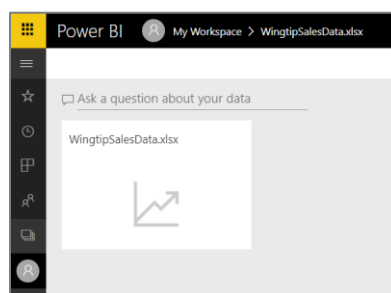 Power BI My Workspace > WingtipSalesData.xlsx
Ask a question about your data
WingtipSalesData.xlsx